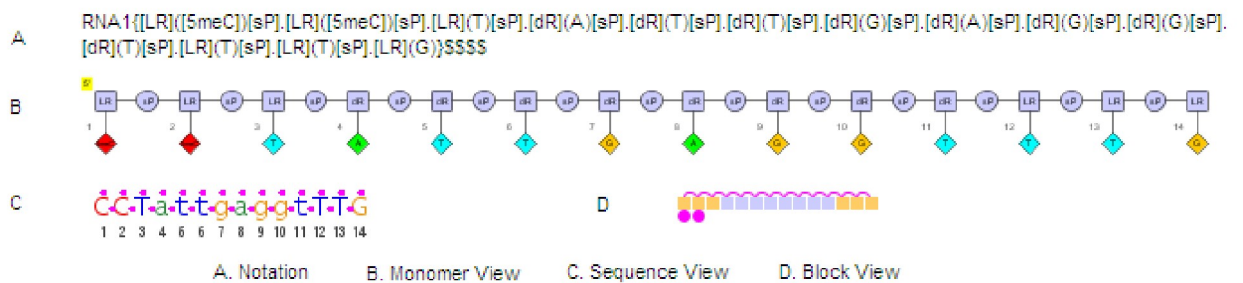 A
RNA1{[LR]([5meC])[sP].[LR]([5meC])[sP].[LR](T)[sP].[dR](A)[sP].[dR](T)[sP].[dR](T)[sP].[dR](G)[sP].[dR](A)[sP].[dR](G)[sP].[dR](G)[sP].
[dR](T)[sP].[LR](T)[sP].[LR](T)[sP].[LR](G)}$$$$
B
5'
LR sP LR sP LR sP dR sP dR sP dR sP dR sP dR sP dR sP dR sP dR sP LR sP LR sP LR
1 2 3 4 5 6 7 8 9 10 11 12 13 14
T A T T G A G G T T T G
C
CCTattgaggtTTG
1 2 3 4 5 6 7 8 9 10 11 12 13 14
D
A. Notation B. Monomer View C. Sequence View D. Block View